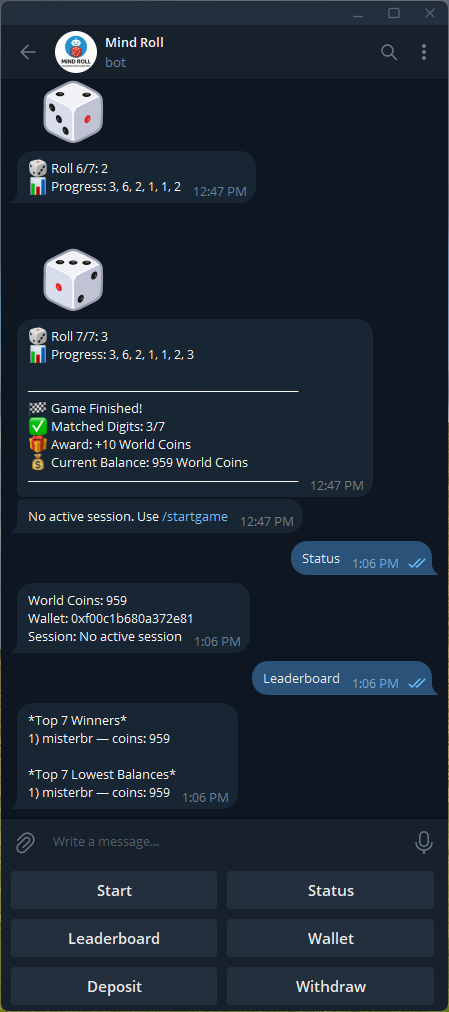 Mind Roll
bot
MIND ROLL
🎲 Roll 6/7: 2
📊 Progress: 3, 6, 2, 1, 1, 2 12:47 PM
🎲 Roll 7/7: 3
📊 Progress: 3, 6, 2, 1, 1, 2, 3
🏁 Game Finished!
✅ Matched Digits: 3/7
🎁 Award: +10 World Coins
💰 Current Balance: 959 World Coins
12:47 PM
No active session. Use /startgame 12:47 PM
Status 1:06 PM
World Coins: 959
Wallet: 0xf00c1b680a372e81
Session: No active session 1:06 PM
Leaderboard 1:06 PM
*Top 7 Winners*
1) misterbr — coins: 959
*Top 7 Lowest Balances*
1) misterbr — coins: 959 1:06 PM
Write a message...
Start Status
Leaderboard Wallet
Deposit Withdraw